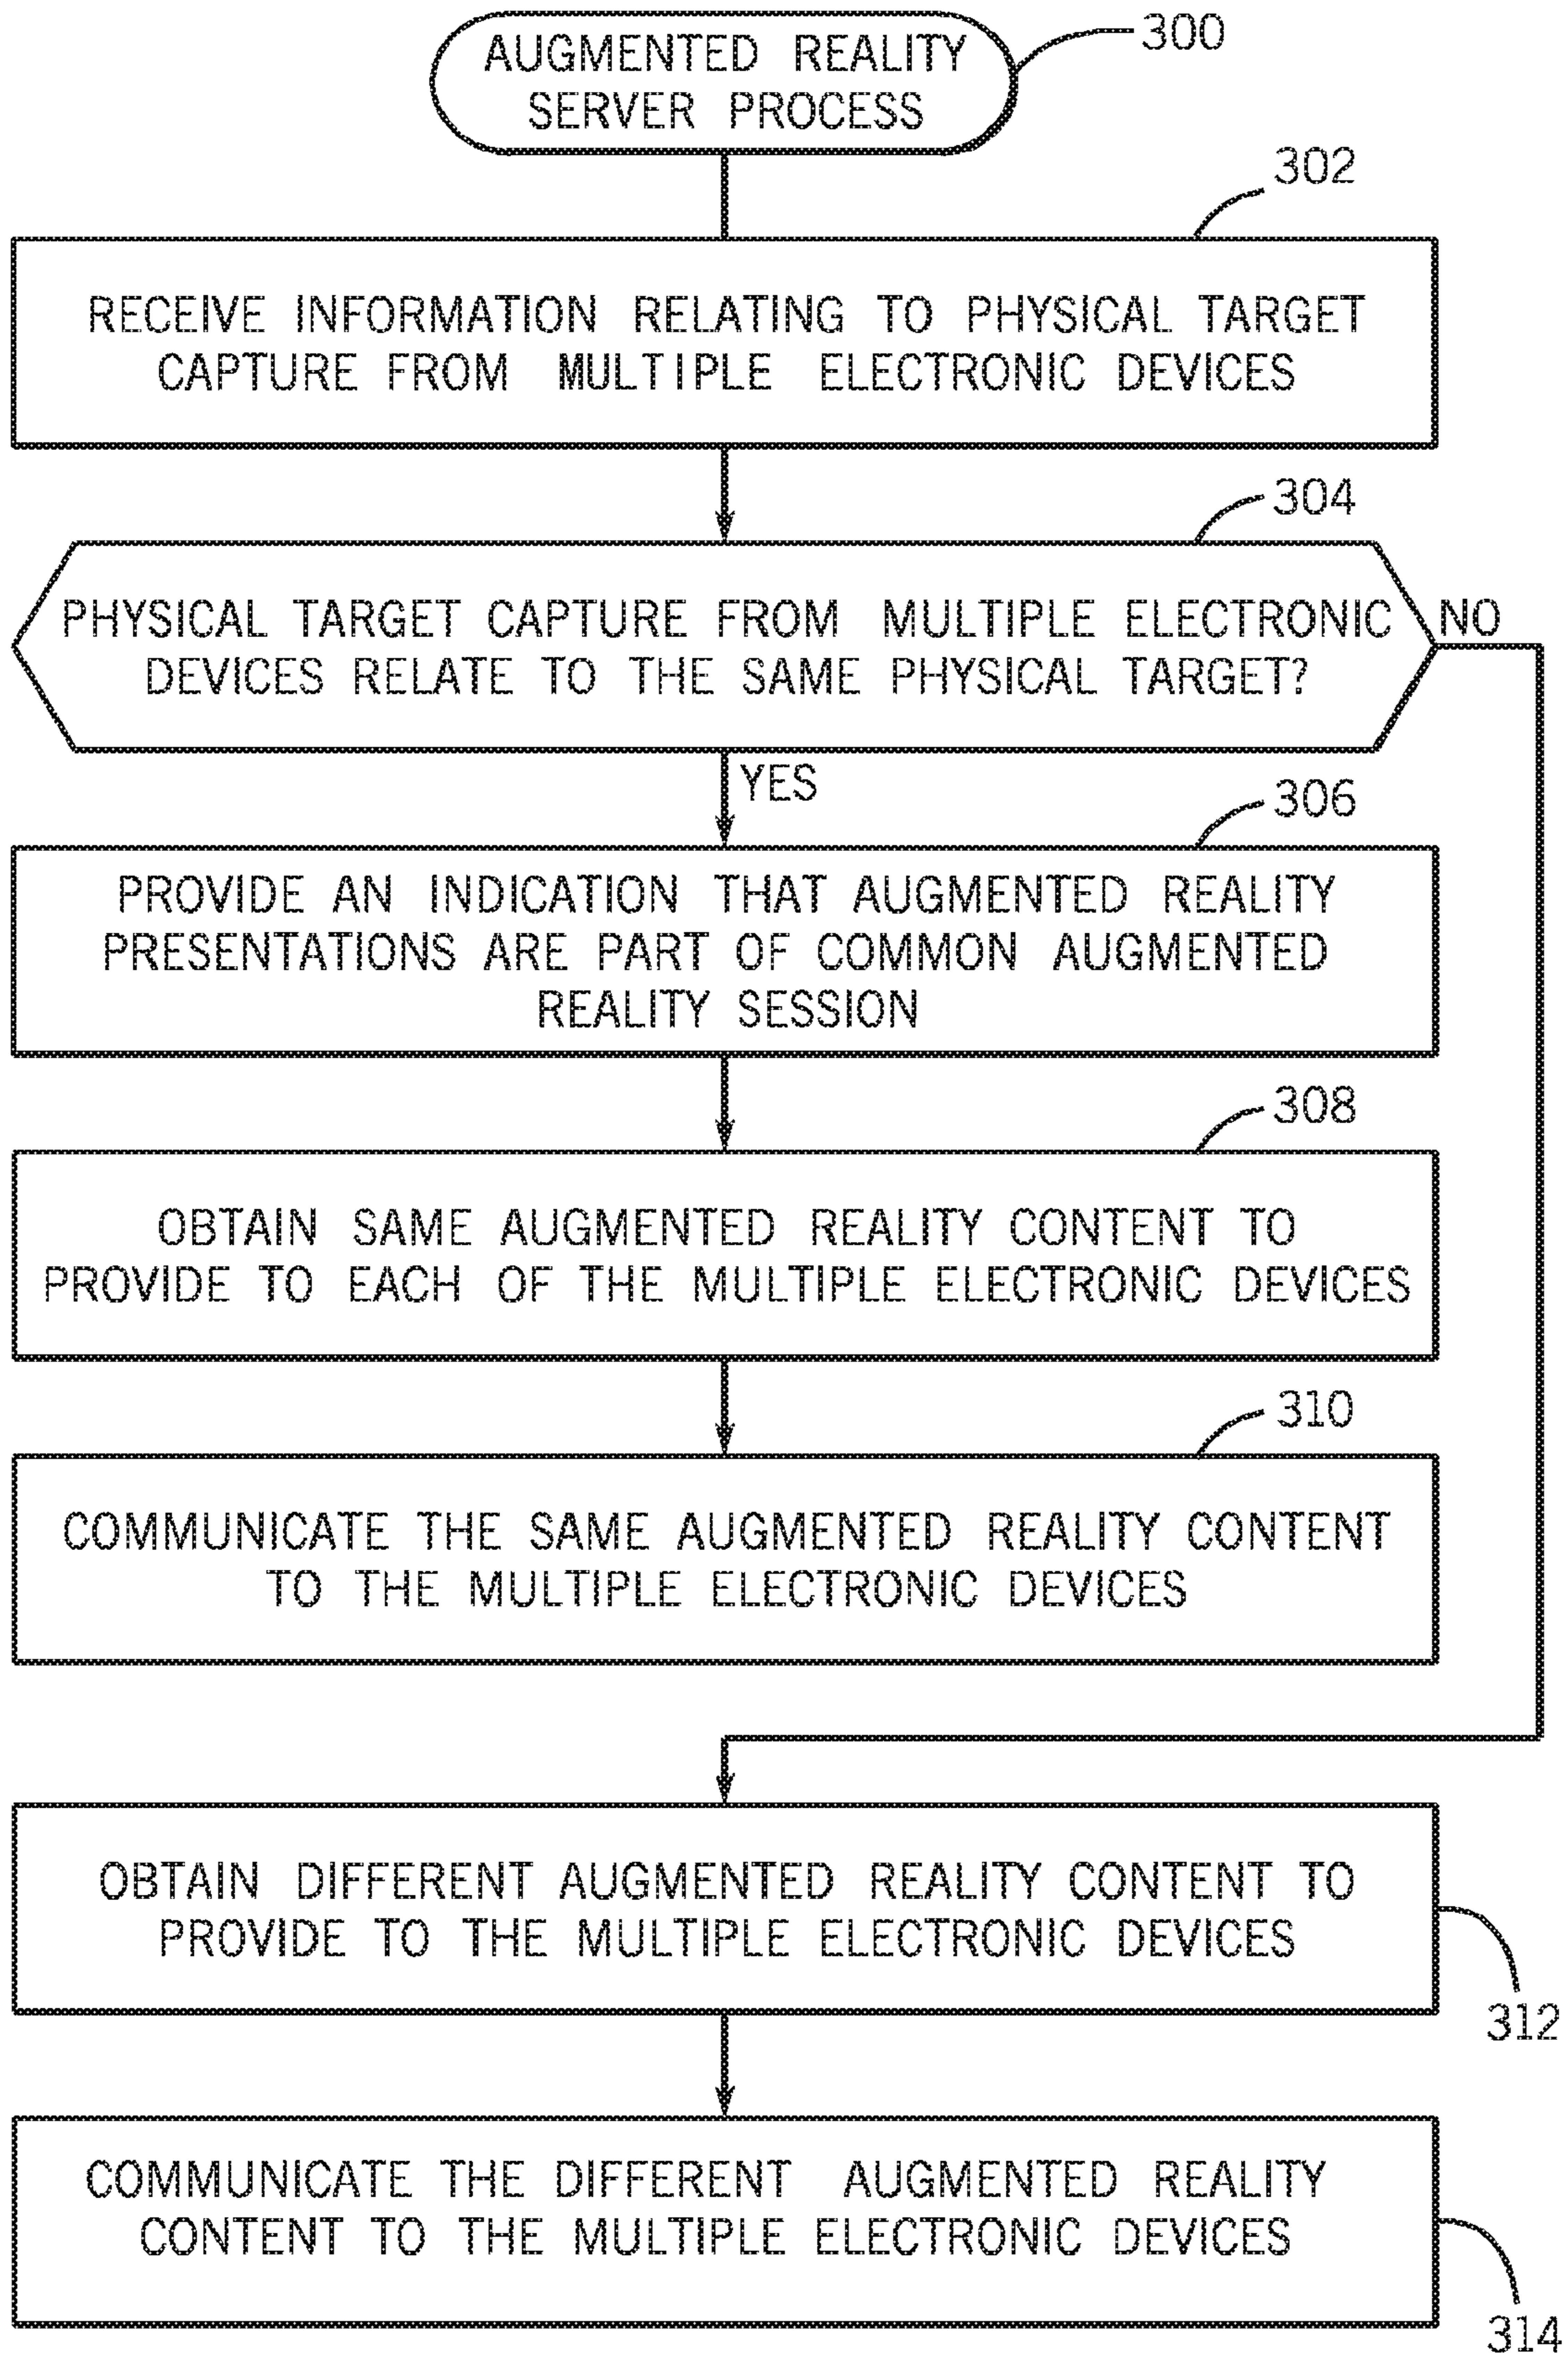 AUGMENTED REALITY
SERVER PROCESS
300
302
RECEIVE INFORMATION RELATING TO PHYSICAL TARGET
CAPTURE FROM MULTIPLE ELECTRONIC DEVICES
304
PHYSICAL TARGET CAPTURE FROM MULTIPLE ELECTRONIC
DEVICES RELATE TO THE SAME PHYSICAL TARGET?
NO
YES
306
PROVIDE AN INDICATION THAT AUGMENTED REALITY
PRESENTATIONS ARE PART OF COMMON AUGMENTED
REALITY SESSION
308
OBTAIN SAME AUGMENTED REALITY CONTENT TO
PROVIDE TO EACH OF THE MULTIPLE ELECTRONIC DEVICES
310
COMMUNICATE THE SAME AUGMENTED REALITY CONTENT
TO THE MULTIPLE ELECTRONIC DEVICES
OBTAIN DIFFERENT AUGMENTED REALITY CONTENT TO
PROVIDE TO THE MULTIPLE ELECTRONIC DEVICES
312
COMMUNICATE THE DIFFERENT AUGMENTED REALITY
CONTENT TO THE MULTIPLE ELECTRONIC DEVICES
314